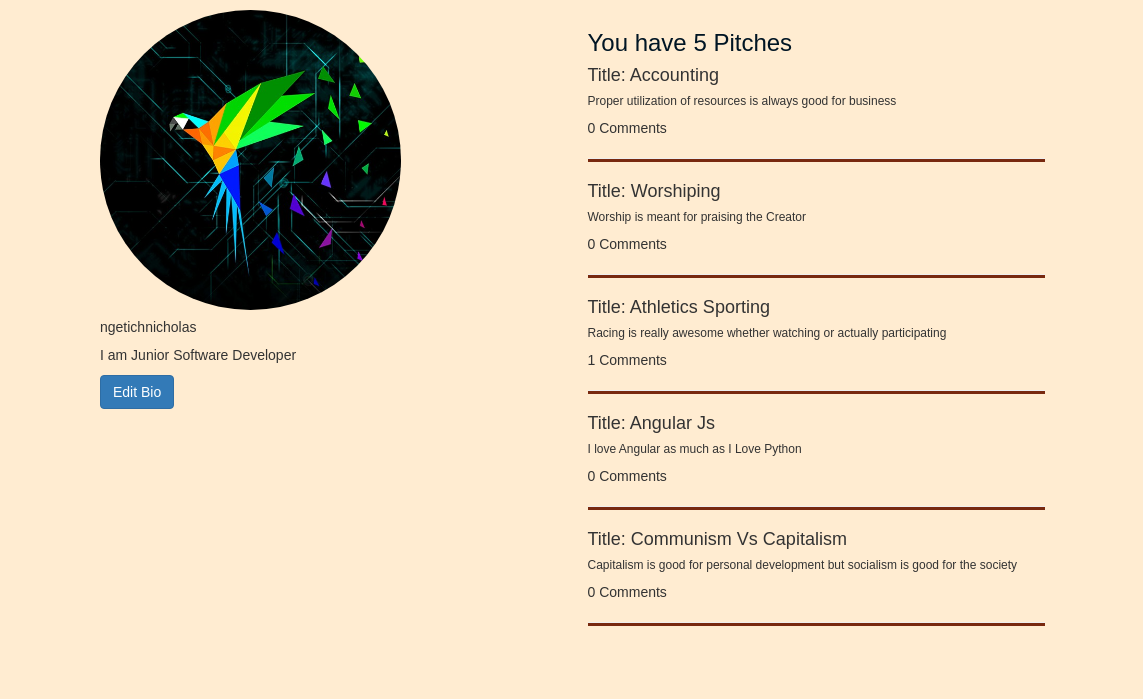 ngetichnicholas
I am Junior Software Developer
Edit Bio
You have 5 Pitches
Title: Accounting
Proper utilization of resources is always good for business
0 Comments
Title: Worshiping
Worship is meant for praising the Creator
0 Comments
Title: Athletics Sporting
Racing is really awesome whether watching or actually participating
1 Comments
Title: Angular Js
I love Angular as much as I Love Python
0 Comments
Title: Communism Vs Capitalism
Capitalism is good for personal development but socialism is good for the society
0 Comments